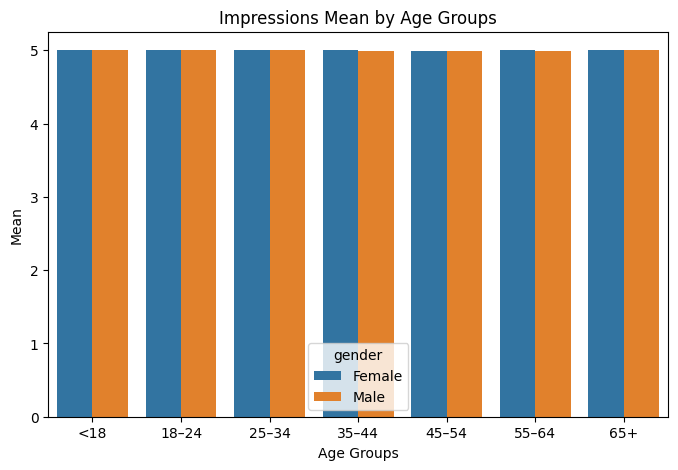 Impressions Mean by Age Groups
5
4
3
2
1
0
Mean
gender
Female
Male
<18 18–24 25–34 35–44 45–54 55–64 65+
Age Groups